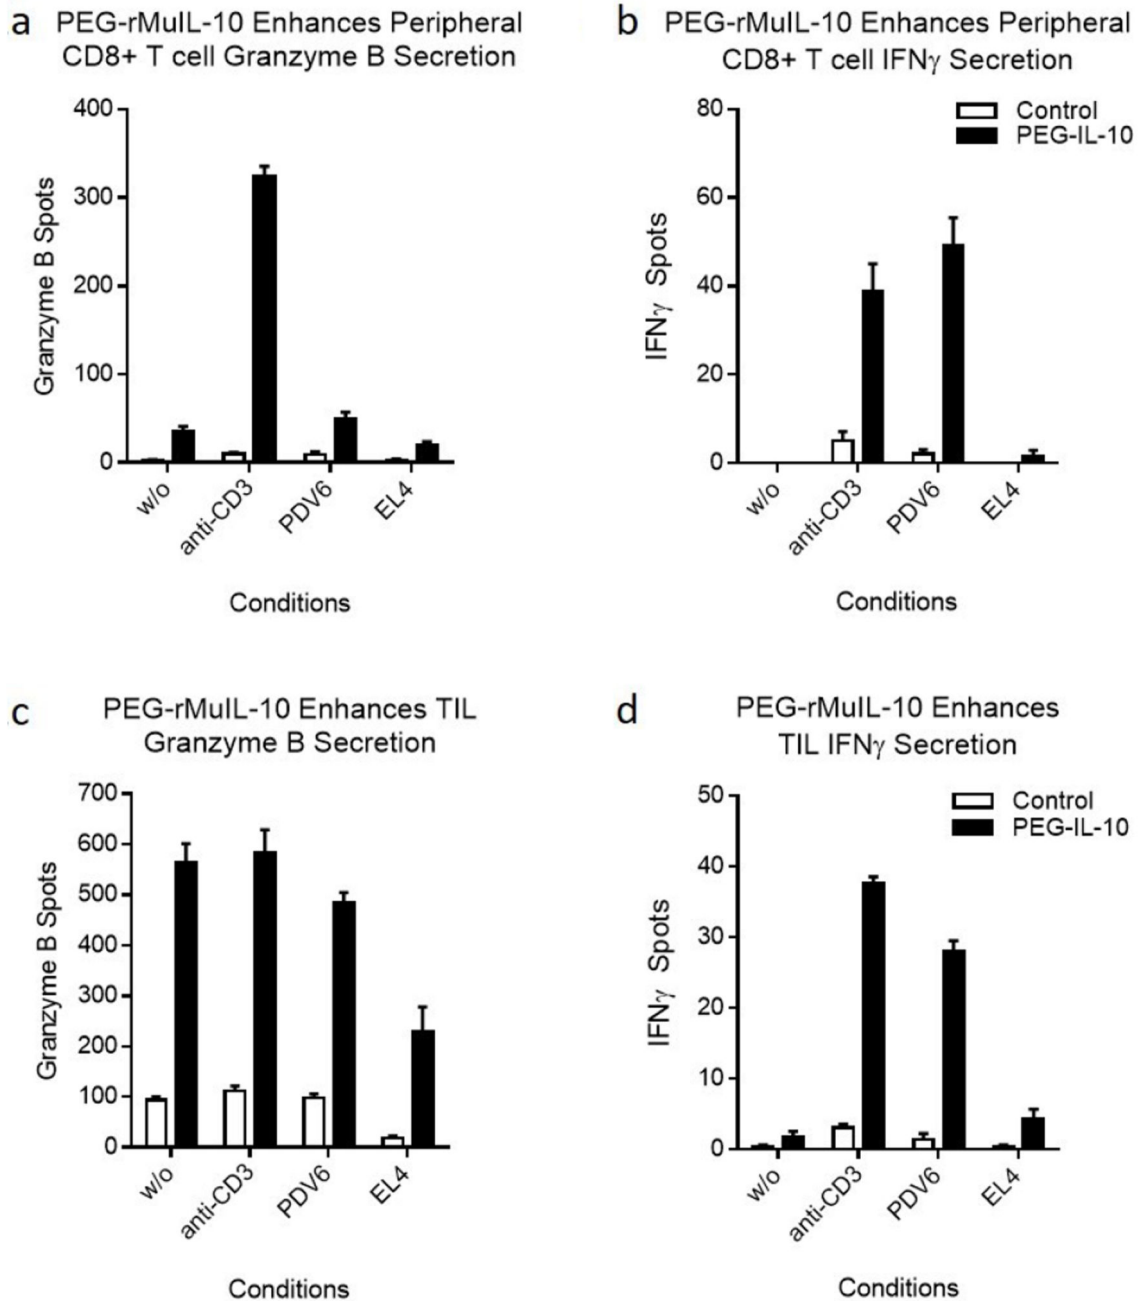 a PEG-rMuIL-10 Enhances Peripheral
CD8+ T cell Granzyme B Secretion
Granzyme B Spots
400
300
200
100
0
w/o
anti-CD3
PDV6
EL4
Conditions
b PEG-rMuIL-10 Enhances Peripheral
CD8+ T cell IFNγ Secretion
Control
PEG-IL-10
IFNγ Spots
80
60
40
20
0
w/o
anti-CD3
PDV6
EL4
Conditions
c PEG-rMuIL-10 Enhances TIL
Granzyme B Secretion
Granzyme B Spots
700
600
500
400
300
200
100
0
w/o
anti-CD3
PDV6
EL4
Conditions
d PEG-rMuIL-10 Enhances
TIL IFNγ Secretion
Control
PEG-IL-10
IFNγ Spots
50
40
30
20
10
0
w/o
anti-CD3
PDV6
EL4
Conditions